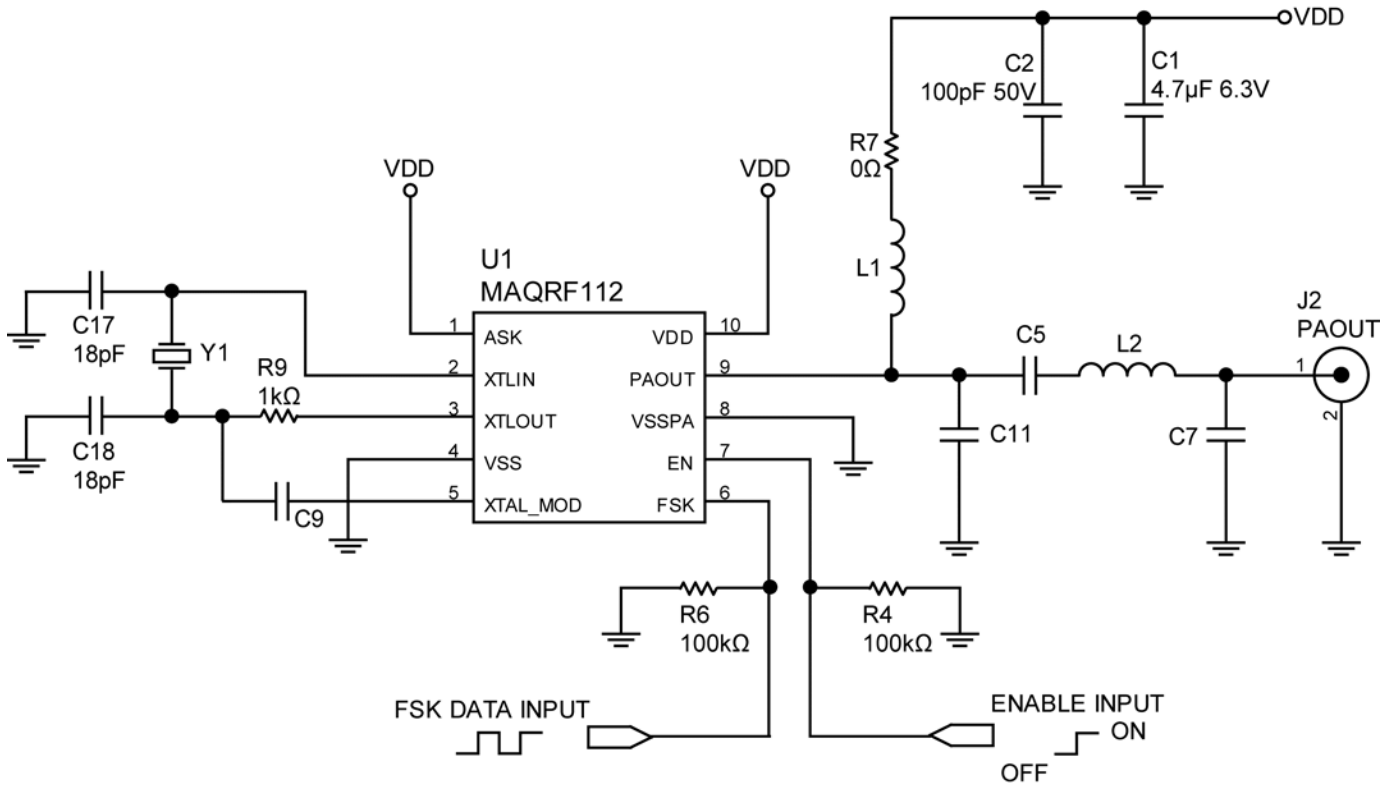 VDD
C2
100pF 50V
C1
4.7µF 6.3V
R7
0Ω
VDD
VDD
L1
U1
MAQRF112
C17
18pF
Y1
R9
1kΩ
C18
18pF
C9
1 ASK
2 XTLIN
3 XTLOUT
4 VSS
5 XTAL_MOD
VDD 10
PAOUT 9
VSSPA 8
EN 7
FSK 6
C5
L2
J2
PAOUT
1
2
C11
C7
R6
100kΩ
R4
100kΩ
FSK DATA INPUT
ENABLE INPUT
ON
OFF